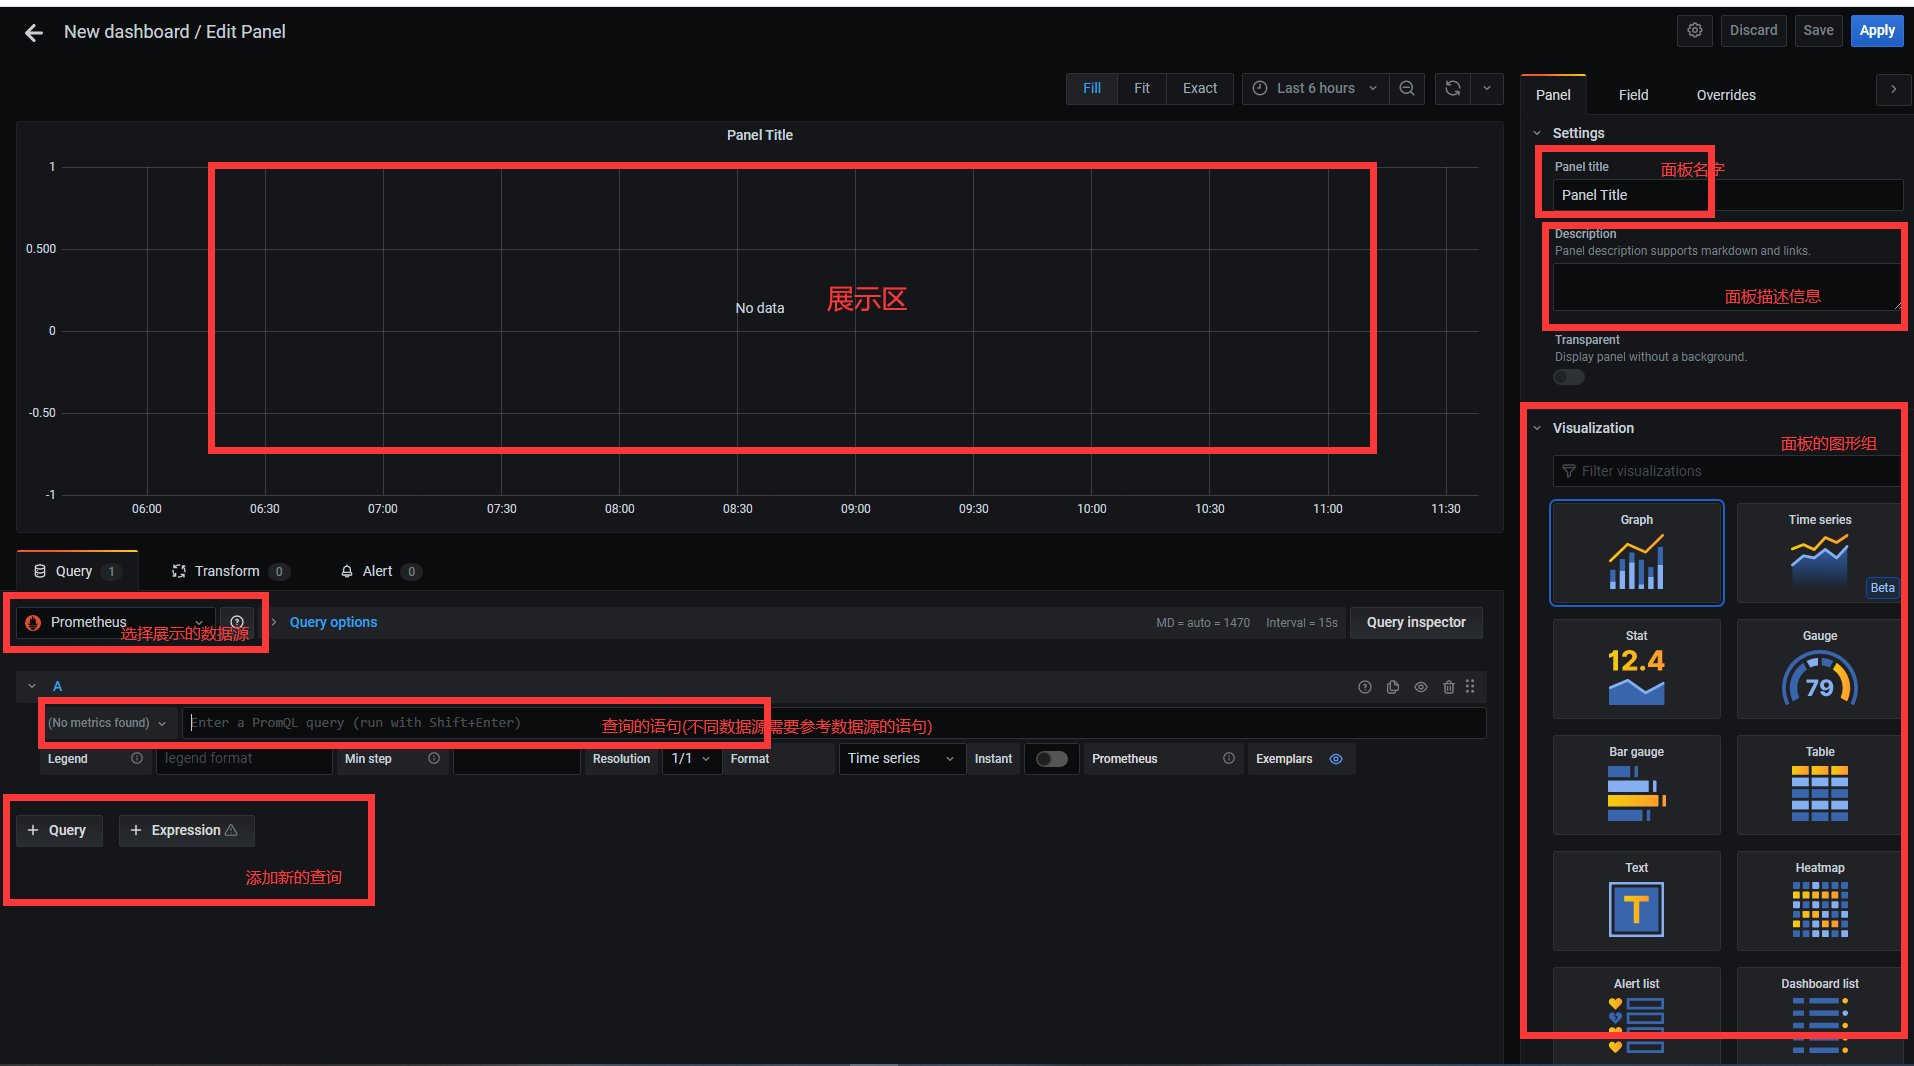 New dashboard / Edit Panel
Discard
Save
Apply
Fill
Fit
Exact
Last 6 hours
Panel Title
1
0.500
0
-0.50
-1
No data
展示区
06:00
06:30
07:00
07:30
08:00
08:30
09:00
09:30
10:00
10:30
11:00
11:30
Query 1
Transform 0
Alert 0
Prometheus
选择展示的数据源
Query options
MD = auto = 1470
Interval = 15s
Query inspector
A
(No metrics found)
Enter a PromQL query (run with Shift+Enter)
查询的语句(不同数据源需要参考数据源的语句)
Legend
legend format
Min step
Resolution
1/1
Format
Time series
Instant
Prometheus
Exemplars
+ Query
+ Expression
添加新的查询
Panel
Field
Overrides
Settings
Panel title
面板名字
Panel Title
Description
Panel description supports markdown and links.
面板描述信息
Transparent
Display panel without a background.
Visualization
面板的图形组
Filter visualizations
Graph
Time series
Beta
Stat
12.4
Gauge
79
Bar gauge
Table
Text
T
Heatmap
Alert list
Dashboard list